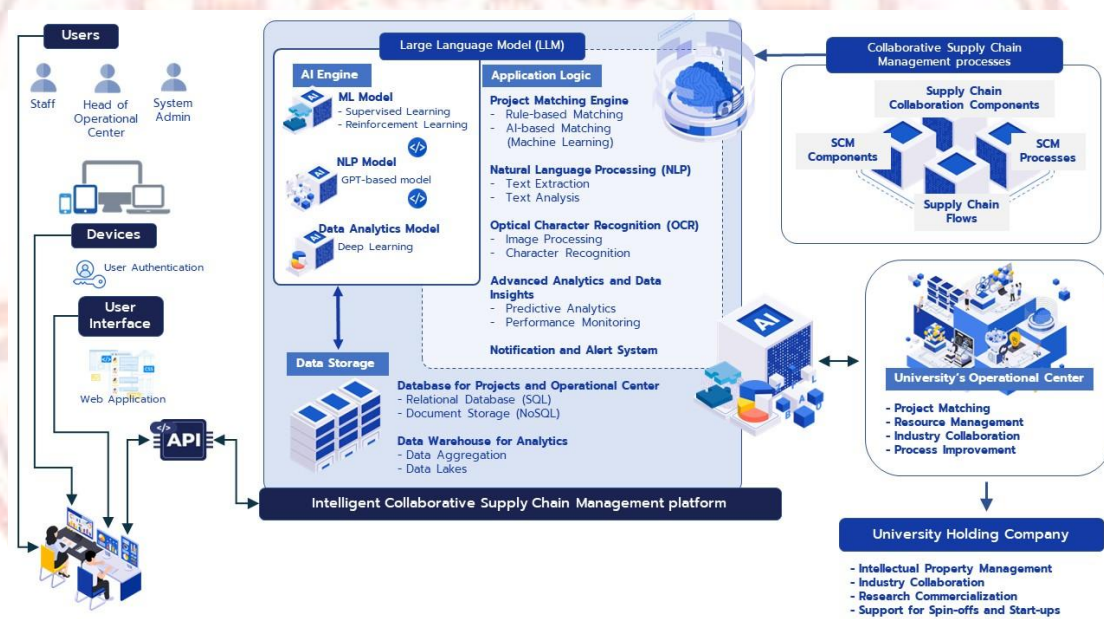 Users
Staff
Head of
Operational
Center
System
Admin
Devices
User Authentication
User
Interface
Web Application
API
Large Language Model (LLM)
AI Engine
ML Model
- Supervised Learning
- Reinforcement Learning
NLP Model
GPT-based model
Data Analytics Model
Deep Learning
Application Logic
Project Matching Engine
- Rule-based Matching
- AI-based Matching
(Machine Learning)
Natural Language Processing (NLP)
- Text Extraction
- Text Analysis
Optical Character Recognition (OCR)
- Image Processing
- Character Recognition
Advanced Analytics and Data
Insights
- Predictive Analytics
- Performance Monitoring
Notification and Alert System
Data Storage
Database for Projects and Operational Center
- Relational Database (SQL)
- Document Storage (NoSQL)
Data Warehouse for Analytics
- Data Aggregation
- Data Lakes
Intelligent Collaborative Supply Chain Management platform
AI
AI
AI
AI
Collaborative Supply Chain
Management processes
Supply Chain
Collaboration Components
SCM
Components
SCM
Processes
Supply Chain
Flows
University's Operational Center
- Project Matching
- Resource Management
- Industry Collaboration
- Process Improvement
University Holding Company
- Intellectual Property Management
- Industry Collaboration
- Research Commercialization
- Support for Spin-offs and Start-ups